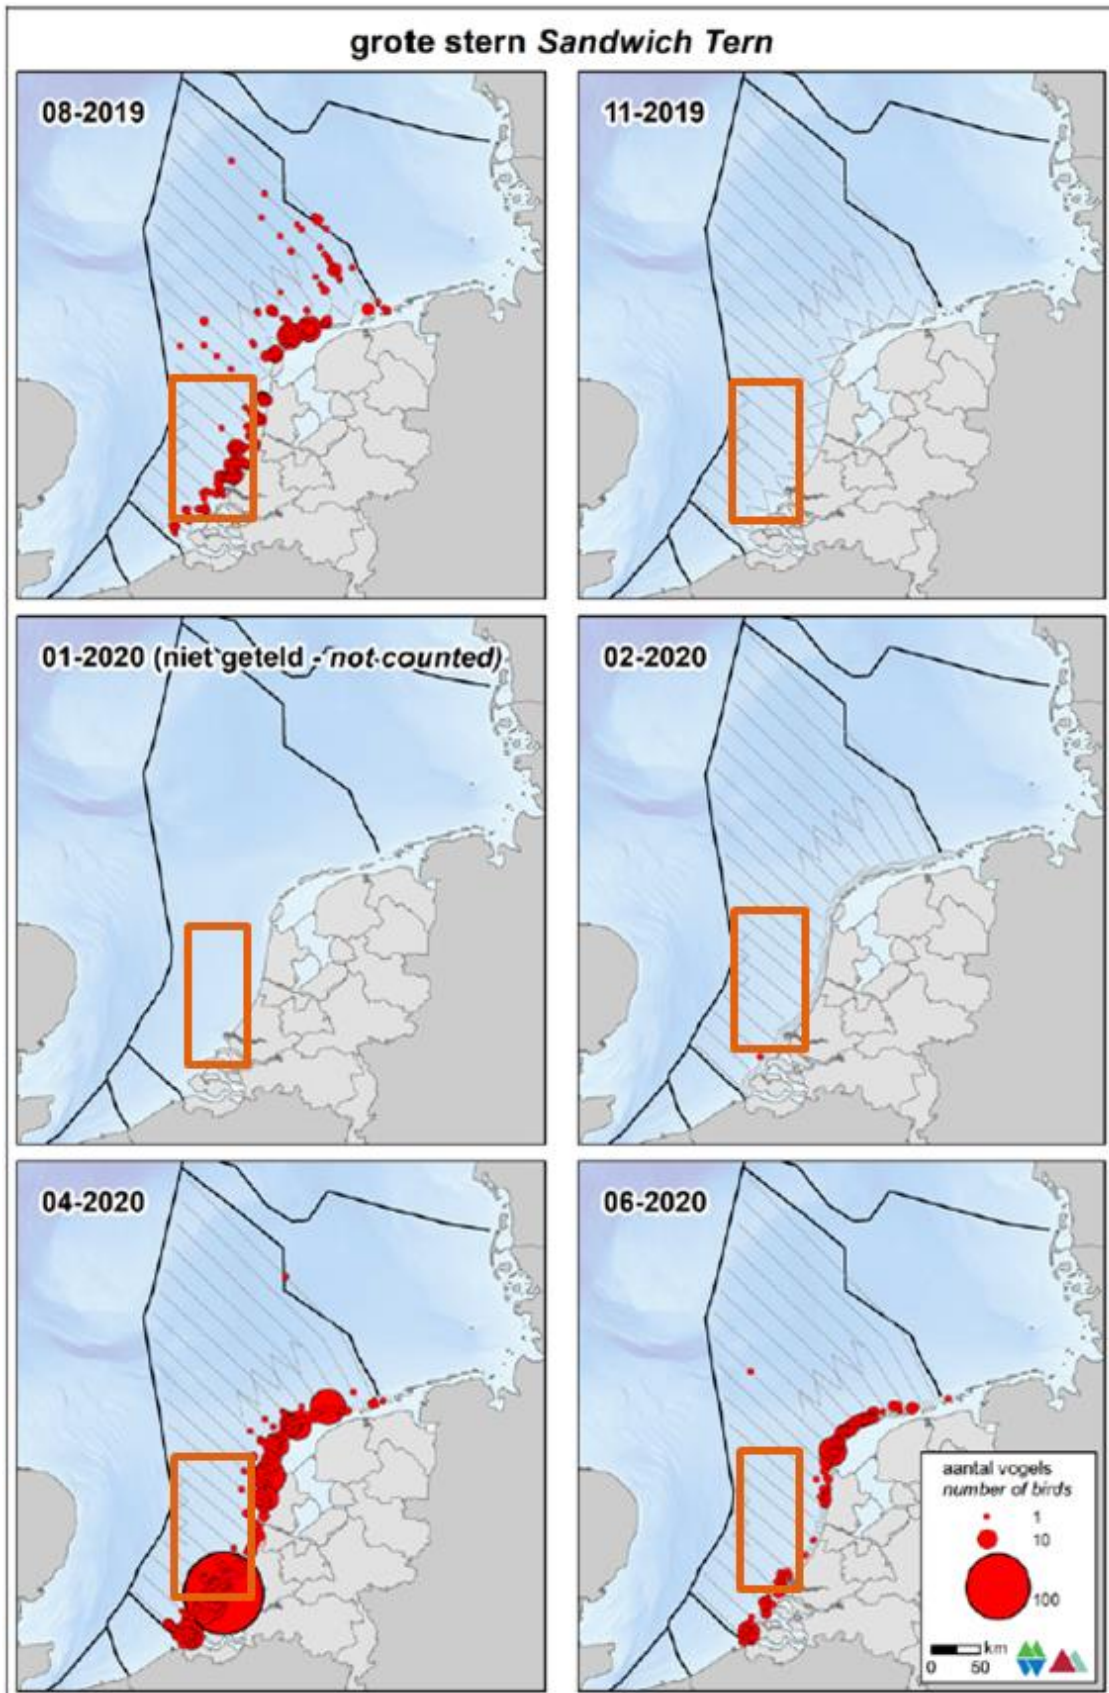 grote stern Sandwich Tern
08-2019
11-2019
01-2020 (niet geteld - not counted)
02-2020
04-2020
06-2020
aantal vogels
number of birds
1
10
100
km
0 50